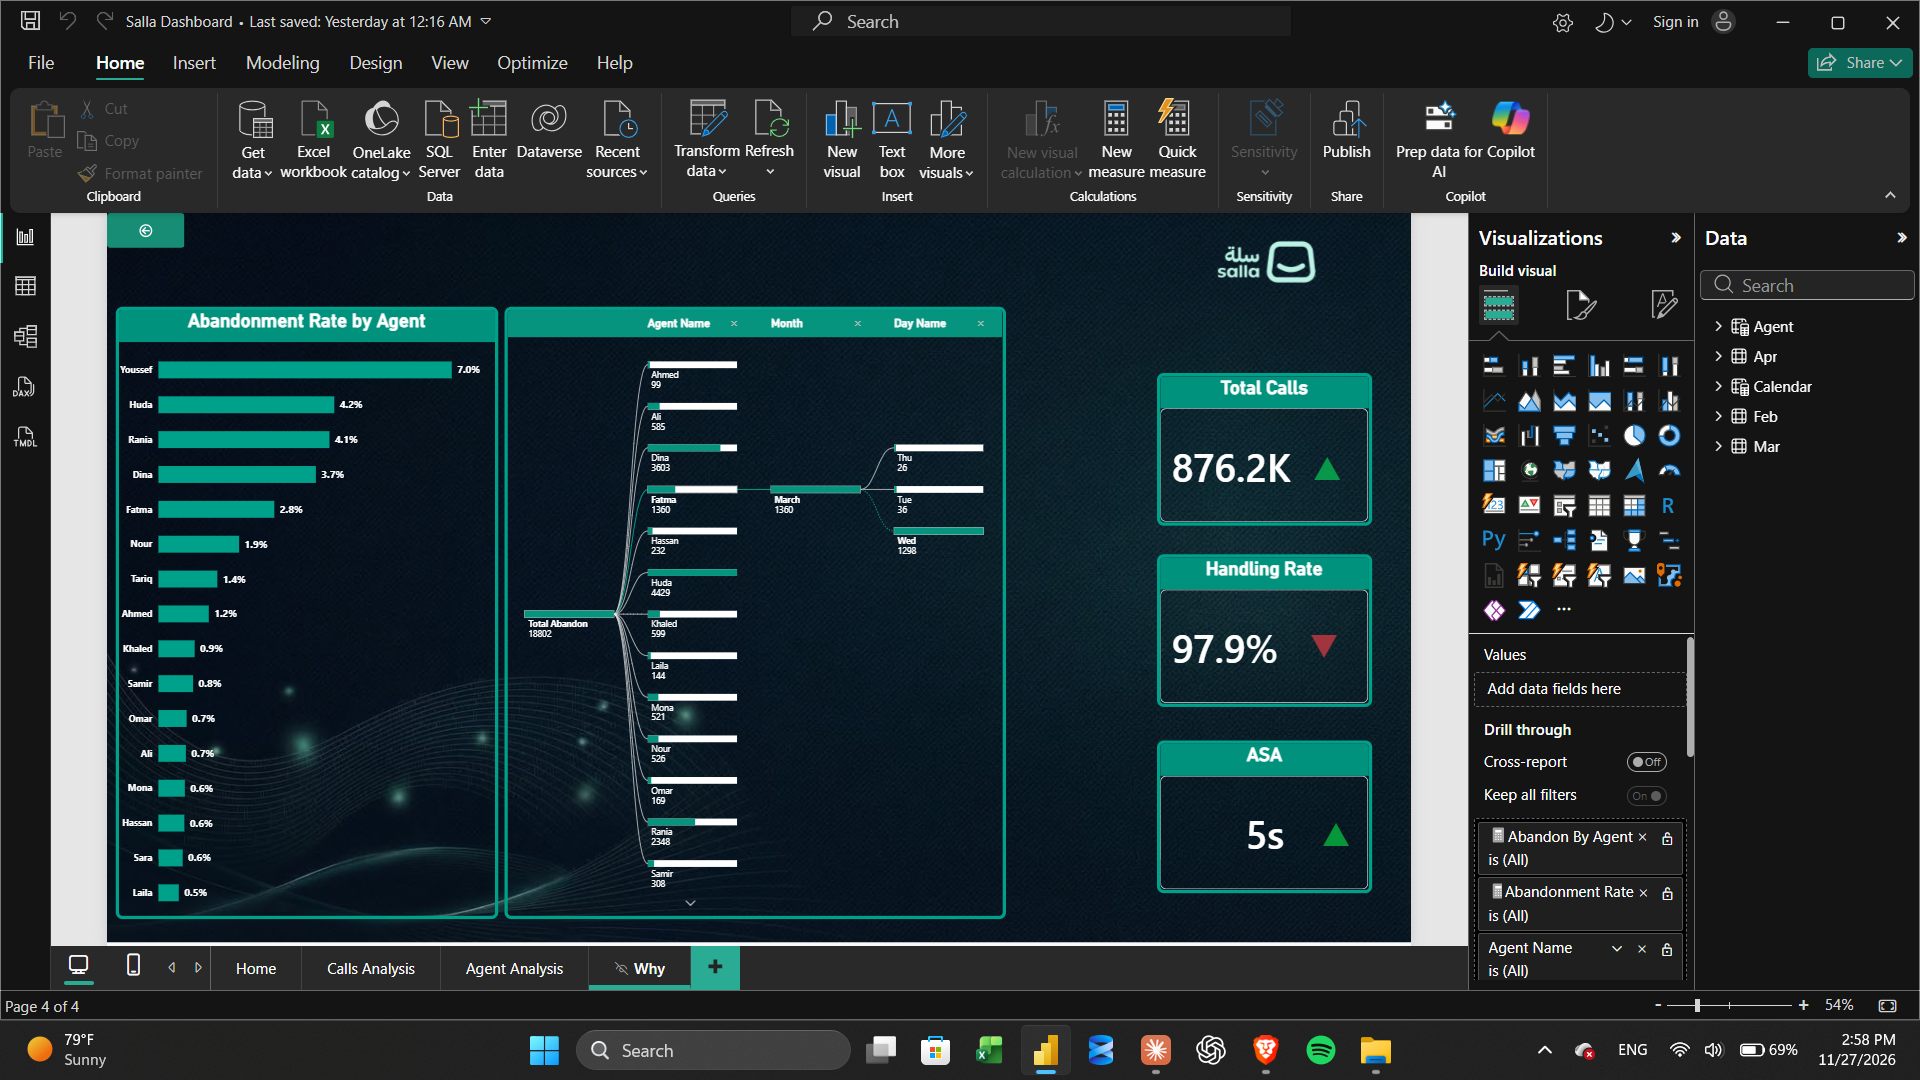 Salla Dashboard • Last saved: Yesterday at 12:16 AM
Search
Sign in
File
Home
Insert
Modeling
Design
View
Optimize
Help
Share
Paste
Cut
Copy
Format painter
Clipboard
Get data
Excel workbook
OneLake catalog
SQL Server
Enter data
Dataverse
Recent sources
Data
Transform data
Refresh
Queries
New visual
Text box
More visuals
Insert
New visual calculation
New measure
Quick measure
Calculations
Sensitivity
Sensitivity
Publish
Share
Prep data for AI
Copilot
Copilot
DAX
TMDL
سلة
salla
Abandonment Rate by Agent
Youssef 7.0%
Huda 4.2%
Rania 4.1%
Dina 3.7%
Fatma 2.8%
Nour 1.9%
Tariq 1.4%
Ahmed 1.2%
Khaled 0.9%
Samir 0.8%
Omar 0.7%
Ali 0.7%
Mona 0.6%
Hassan 0.6%
Sara 0.6%
Laila 0.5%
Agent Name ×
Month ×
Day Name ×
Total Abandon
18802
Ahmed
99
Ali
585
Dina
3603
Fatma
1360
Hassan
232
Huda
4429
Khaled
599
Laila
144
Mona
521
Nour
526
Omar
169
Rania
2348
Samir
308
March
1360
Thu
26
Tue
36
Wed
1298
Total Calls
876.2K
Handling Rate
97.9%
ASA
5s
Visualizations
Build visual
123
R
Py
Values
Add data fields here
Drill through
Cross-report
Off
Keep all filters
On
Abandon By Agent
is (All)
Abandonment Rate
is (All)
Agent Name
is (All)
Data
Search
Agent
Apr
Calendar
Feb
Mar
Home
Calls Analysis
Agent Analysis
Why
Page 4 of 4
- + 54%
79°F
Sunny
Search
ENG
69%
2:58 PM
11/27/2026